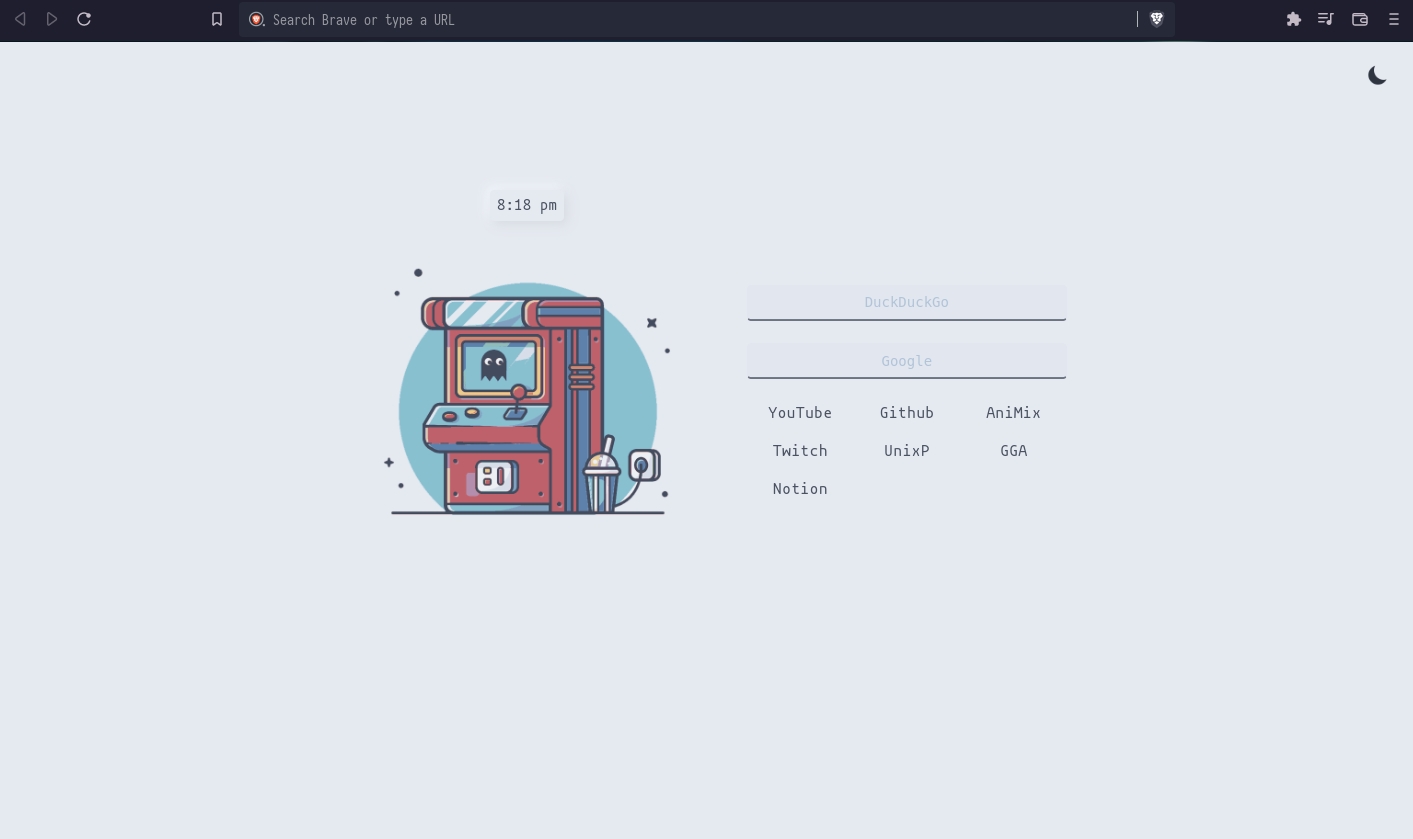 Search Brave or type a URL
8:18 pm
DuckDuckGo
Google
YouTube Github AniMix
Twitch UnixP GGA
Notion